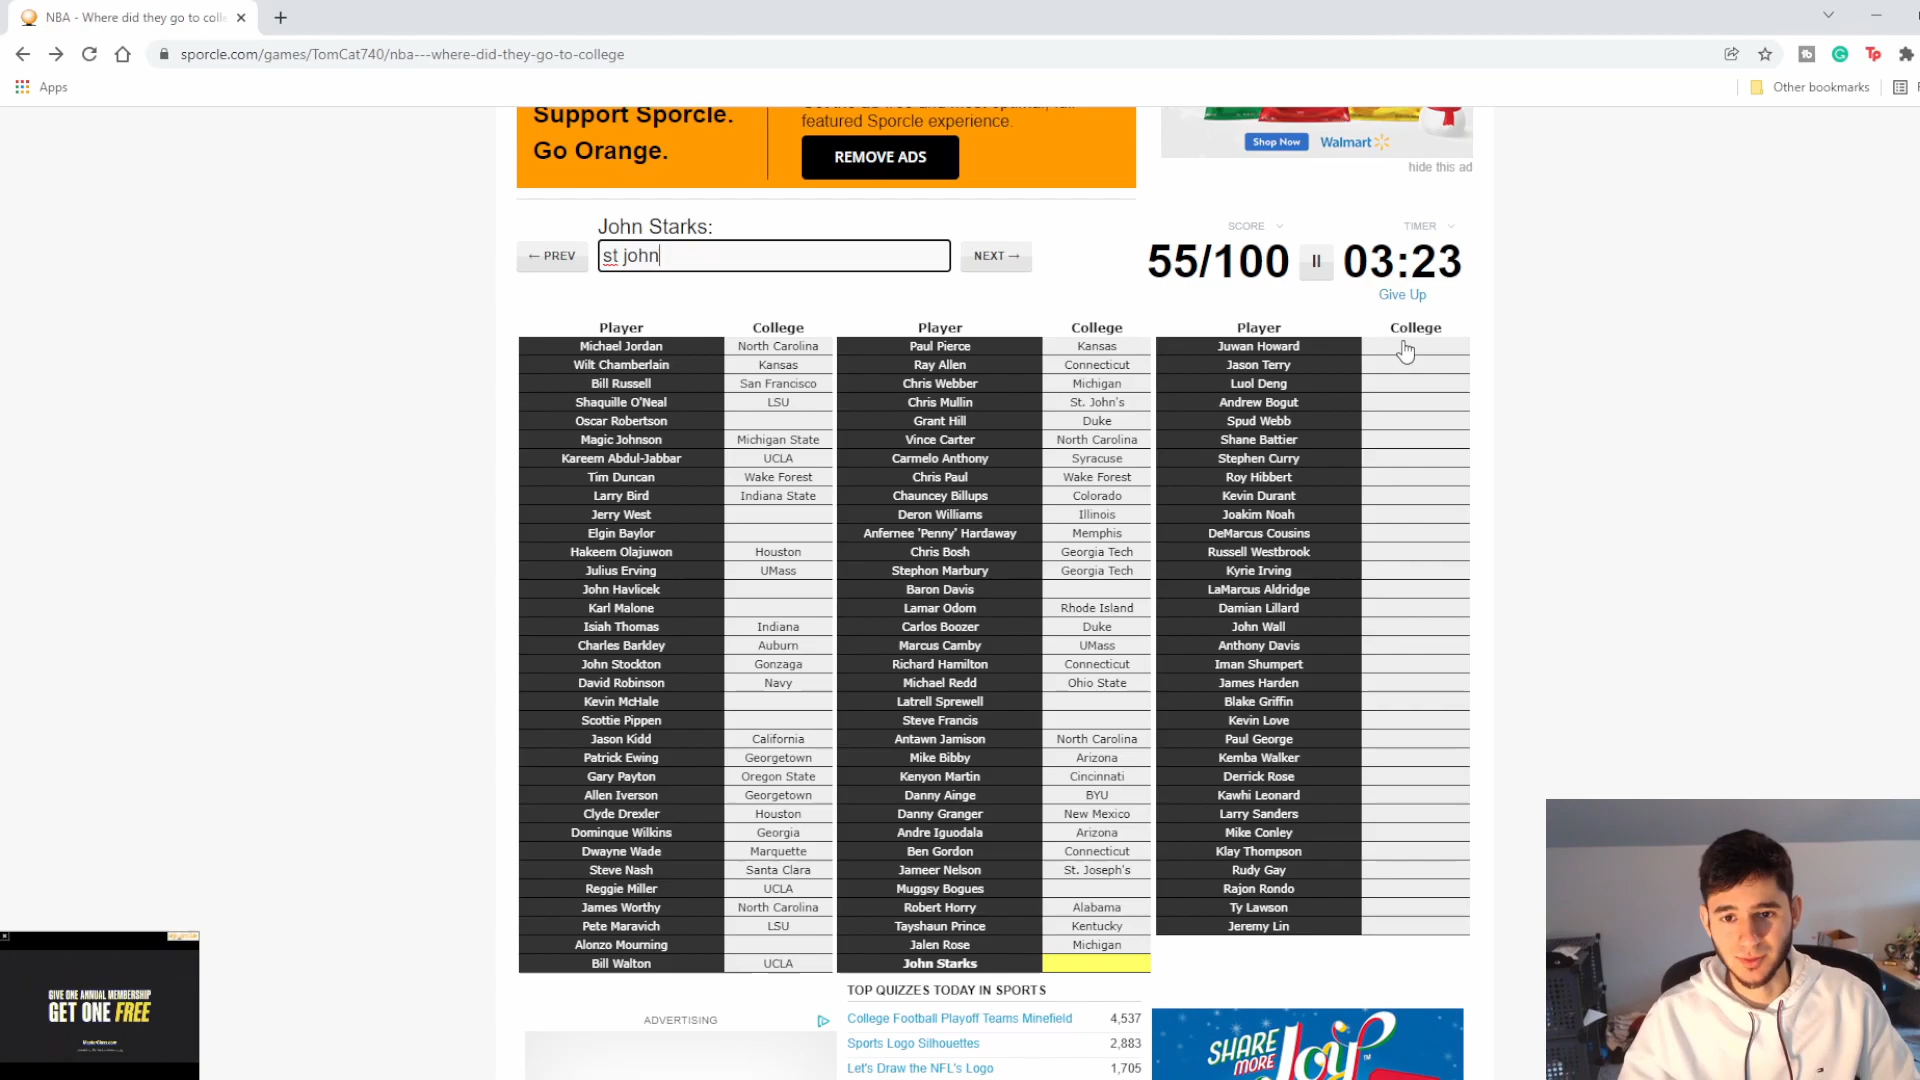 NBA - Where did they go to coll
sporcle.com/games/TomCat740/nba---where-did-they-go-to-college
Apps
Other bookmarks
Support Sporcle.
Go Orange.
featured Sporcle experience.
REMOVE ADS
Shop Now Walmart
hide this ad
John Starks:
← PREV st john NEXT →
SCORE TIMER
55/100 03:23
Give Up
Player College Player College Player College
Michael Jordan North Carolina Paul Pierce Kansas Juwan Howard
Wilt Chamberlain Kansas Ray Allen Connecticut Jason Terry
Bill Russell San Francisco Chris Webber Michigan Luol Deng
Shaquille O'Neal LSU Chris Mullin St. John's Andrew Bogut
Oscar Robertson Grant Hill Duke Spud Webb
Magic Johnson Michigan State Vince Carter North Carolina Shane Battier
Kareem Abdul-Jabbar UCLA Carmelo Anthony Syracuse Stephen Curry
Tim Duncan Wake Forest Chris Paul Wake Forest Roy Hibbert
Larry Bird Indiana State Chauncey Billups Colorado Kevin Durant
Jerry West Deron Williams Illinois Joakim Noah
Elgin Baylor Anfernee 'Penny' Hardaway Memphis DeMarcus Cousins
Hakeem Olajuwon Houston Chris Bosh Georgia Tech Russell Westbrook
Julius Erving UMass Stephon Marbury Georgia Tech Kyrie Irving
John Havlicek Baron Davis LaMarcus Aldridge
Karl Malone Lamar Odom Rhode Island Damian Lillard
Isiah Thomas Indiana Carlos Boozer Duke John Wall
Charles Barkley Auburn Marcus Camby UMass Anthony Davis
John Stockton Gonzaga Richard Hamilton Connecticut Iman Shumpert
David Robinson Navy Michael Redd Ohio State James Harden
Kevin McHale Latrell Sprewell Blake Griffin
Scottie Pippen Steve Francis Kevin Love
Jason Kidd California Antawn Jamison North Carolina Paul George
Patrick Ewing Georgetown Mike Bibby Arizona Kemba Walker
Gary Payton Oregon State Kenyon Martin Cincinnati Derrick Rose
Allen Iverson Georgetown Danny Ainge BYU Kawhi Leonard
Clyde Drexler Houston Danny Granger New Mexico Larry Sanders
Dominque Wilkins Georgia Andre Iguodala Arizona Mike Conley
Dwayne Wade Marquette Ben Gordon Connecticut Klay Thompson
Steve Nash Santa Clara Jameer Nelson St. Joseph's Rudy Gay
Reggie Miller UCLA Muggsy Bogues Rajon Rondo
James Worthy North Carolina Robert Horry Alabama Ty Lawson
Pete Maravich LSU Tayshaun Prince Kentucky Jeremy Lin
Alonzo Mourning Jalen Rose Michigan
Bill Walton UCLA John Starks
TOP QUIZZES TODAY IN SPORTS
ADVERTISING
College Football Playoff Teams Minefield 4,537
Sports Logo Silhouettes 2,883
Let's Draw the NFL's Logo 1,705
GIVE ONE ANNUAL MEMBERSHIP
GET ONE FREE
SHARE
MORE
Joy